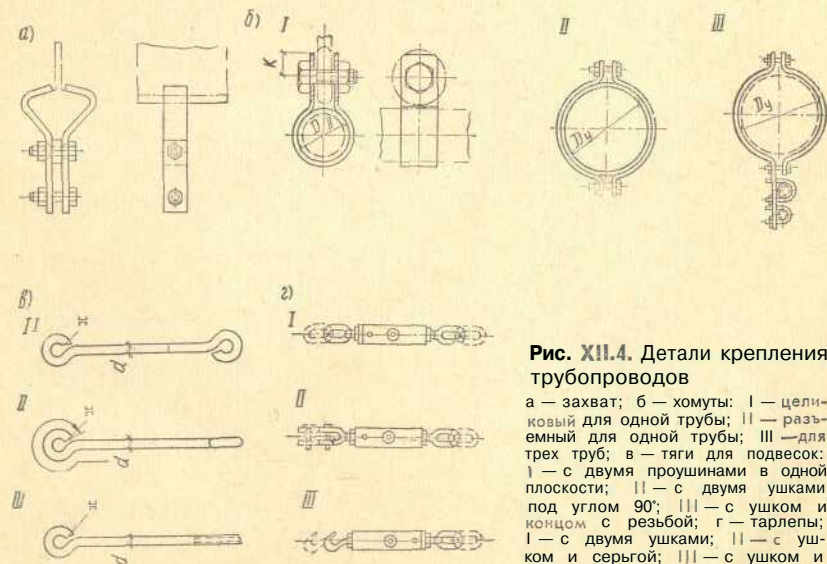 а)
б) I
II
III
К
D
Dу
Dу
в)
II
d
II
d
III
d
г)
I
II
III
Рис. XII.4. Детали крепления
трубопроводов
а — захват; б — хомуты: I — цели-
ковый для одной трубы; II — разъ-
емный для одной трубы; III — для
трех труб; в — тяги для подвесок:
I — с двумя проушинами в одной
плоскости; II — с двумя ушками
под углом 90°; III — с ушком и
концом с резьбой; г — тарлепы;
I — с двумя ушками; II — с уш-
ком и серьгой; III — с ушком и